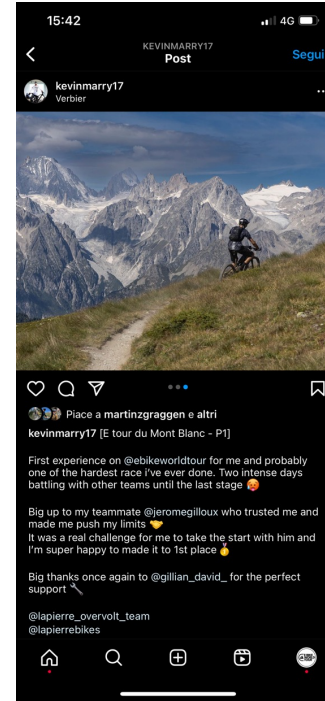 15:42
4G
KEVINMARRY17
Post
Segui
kevinmarry17
Verbier
Piace a martinzgraggen e altri
kevinmarry17 [E tour du Mont Blanc - P1]
First experience on @ebikeworldtour for me and probably
one of the hardest race i've ever done. Two intense days
battling with other teams until the last stage 🥵
Big up to my teammate @jeromegilloux who trusted me and
made me push my limits 🤝
It was a real challenge for me to take the start with him and
I'm super happy to made it to 1st place 🥇
Big thanks once again to @gillian_david_ for the perfect
support 🔧
@lapierre_overvolt_team
@lapierrebikes